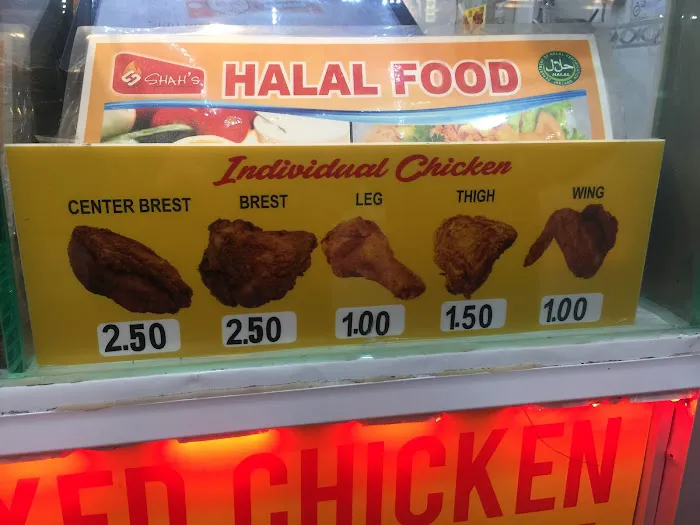 SHAH'S HALAL FOOD حلال
HALAL
Individual Chicken
CENTER BREST BREST LEG THIGH WING
2.50 2.50 1.00 1.50 1.00
CHICKEN